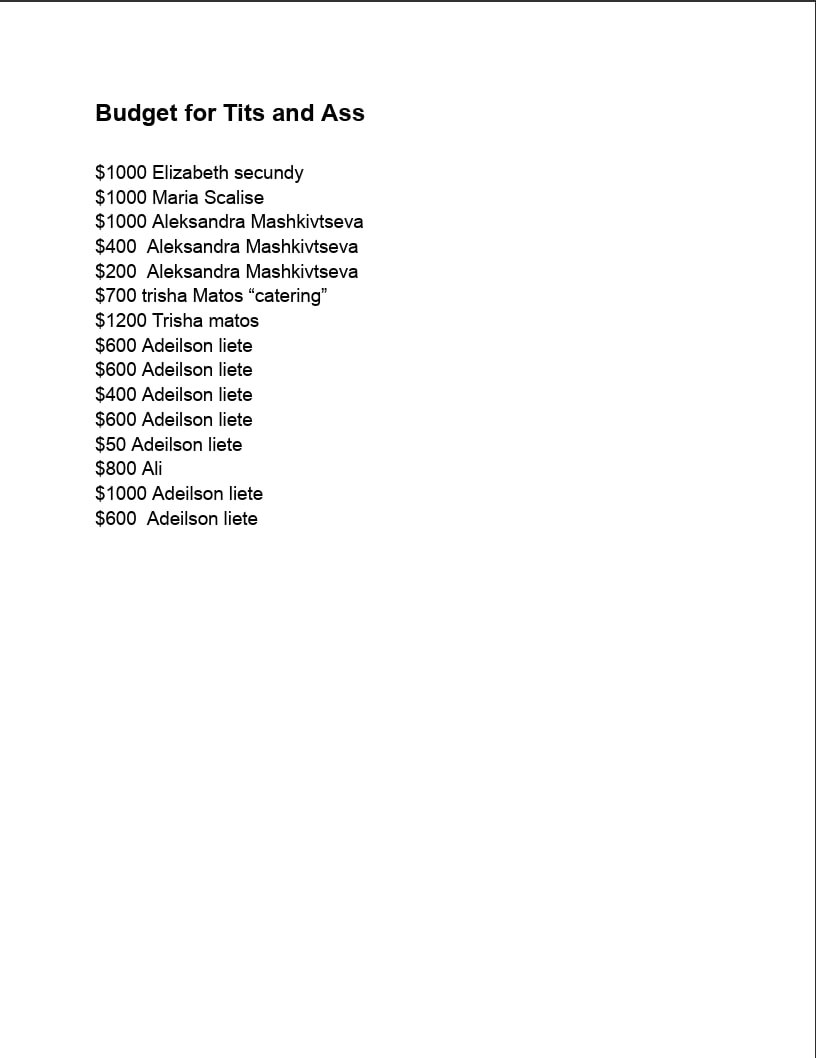 Budget for Tits and Ass
$1000 Elizabeth secundy
$1000 Maria Scalise
$1000 Aleksandra Mashkivtseva
$400  Aleksandra Mashkivtseva
$200  Aleksandra Mashkivtseva
$700 trisha Matos “catering”
$1200 Trisha matos
$600 Adeilson liete
$600 Adeilson liete
$400 Adeilson liete
$600 Adeilson liete
$50 Adeilson liete
$800 Ali
$1000 Adeilson liete
$600  Adeilson liete